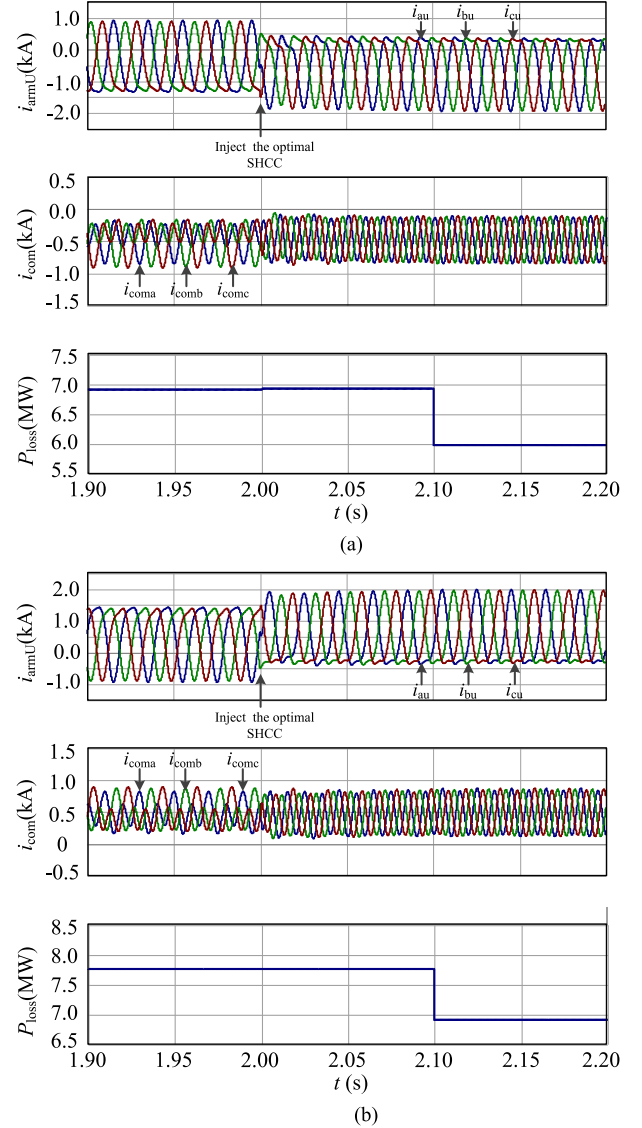 1.0
0.0
-1.0
-2.0
i_armU(kA)
i_au
i_bu
i_cu
Inject the optimal
SHCC
0.5
0.0
-0.5
-1.0
-1.5
i_com(kA)
i_coma
i_comb
i_comc
7.5
7.0
6.5
6.0
5.5
P_loss(MW)
1.90 1.95 2.00 2.05 2.10 2.15 2.20
t (s)
(a)
2.0
1.0
0.0
-1.0
i_armU(kA)
i_au
i_bu
i_cu
Inject the optimal
SHCC
1.5
1.0
0.5
0
-0.5
i_com(kA)
i_coma
i_comb
i_comc
8.5
8.0
7.5
7.0
6.5
P_loss(MW)
1.90 1.95 2.00 2.05 2.10 2.15 2.20
t (s)
(b)